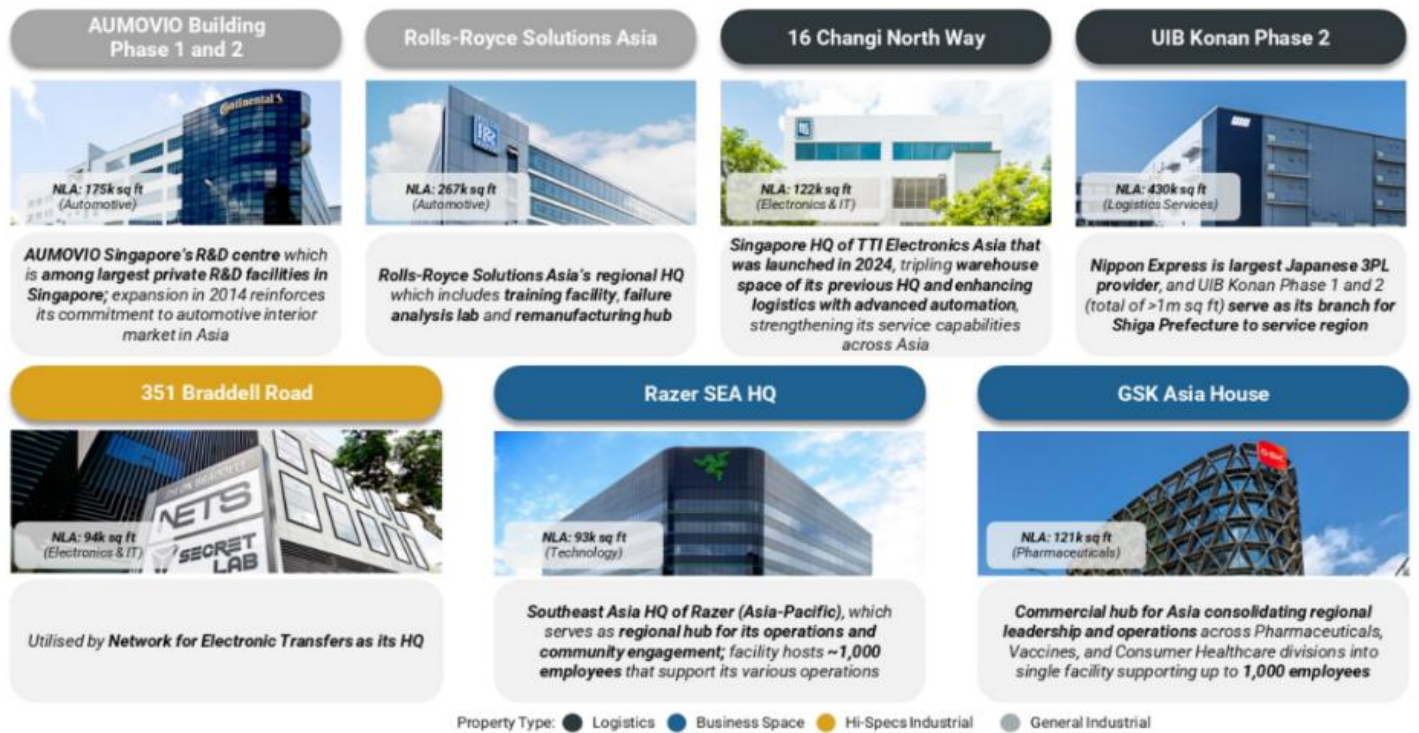 AUMOVIO Building
Phase 1 and 2
Rolls-Royce Solutions Asia
16 Changi North Way
UIB Konan Phase 2
Continental
NLA: 175k sq ft
(Automotive)
NLA: 267k sq ft
(Automotive)
NLA: 122k sq ft
(Electronics & IT)
NLA: 430k sq ft
(Logistics Services)
AUMOVIO Singapore's R&D centre which
is among largest private R&D facilities in
Singapore; expansion in 2014 reinforces
its commitment to automotive interior
market in Asia
Rolls-Royce Solutions Asia's regional HQ
which includes training facility, failure
analysis lab and remanufacturing hub
Singapore HQ of TTI Electronics Asia that
was launched in 2024, tripling warehouse
space of its previous HQ and enhancing
logistics with advanced automation,
strengthening its service capabilities
across Asia
Nippon Express is largest Japanese 3PL
provider, and UIB Konan Phase 1 and 2
(total of >1m sq ft) serve as its branch for
Shiga Prefecture to service region
351 Braddell Road
Razer SEA HQ
GSK Asia House
NETS
SECRET
LAB
NLA: 94k sq ft
(Electronics & IT)
NLA: 93k sq ft
(Technology)
NLA: 121k sq ft
(Pharmaceuticals)
Utilised by Network for Electronic Transfers as its HQ
Southeast Asia HQ of Razer (Asia-Pacific), which
serves as regional hub for its operations and
community engagement; facility hosts ~1,000
employees that support its various operations
Commercial hub for Asia consolidating regional
leadership and operations across Pharmaceuticals,
Vaccines, and Consumer Healthcare divisions into
single facility supporting up to 1,000 employees
Property Type: Logistics Business Space Hi-Specs Industrial General Industrial